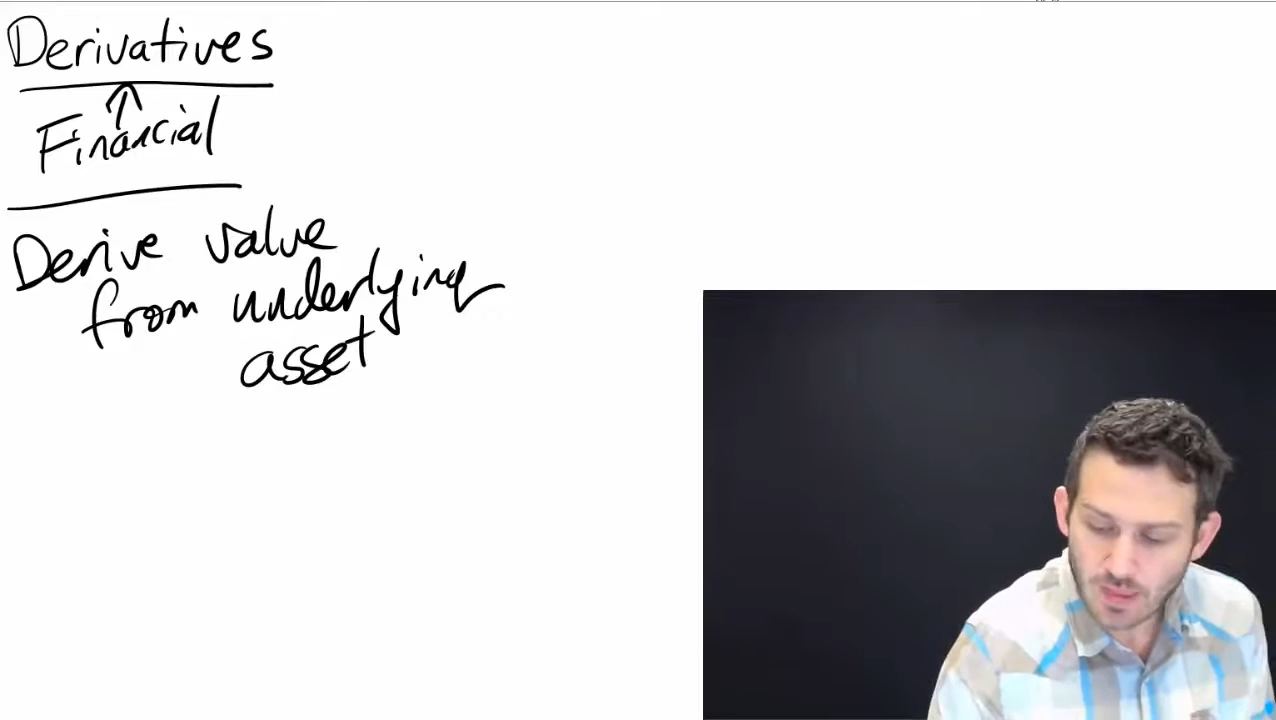 Derivatives
Financial
Derive value
from underlying
asset